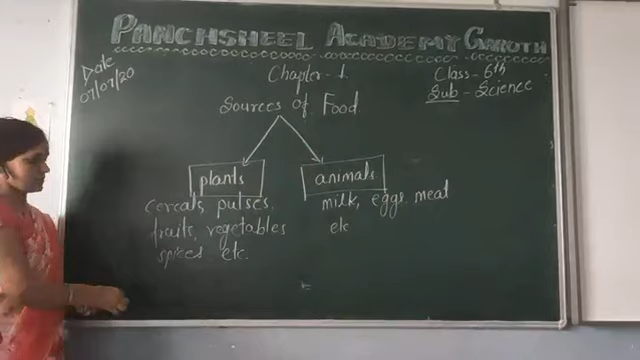 PANCHSHEEL ACADEMY GAROTH
Date
07/07/20
Chapter - 1
Class - 6th
Sub - Science
Sources of Food
plants
animals
cereals, pulses,
fruits, vegetables
spices etc.
milk, eggs, meat
etc